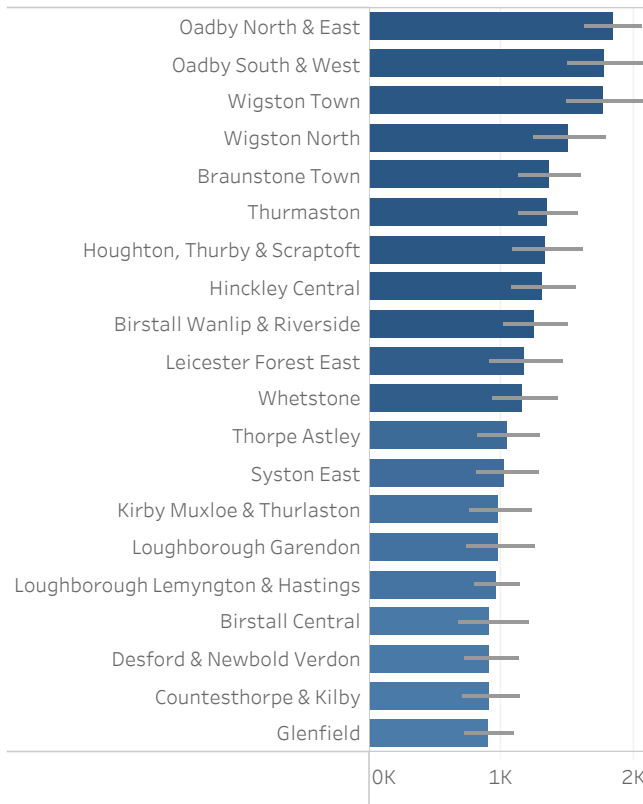 Oadby North & East
Oadby South & West
Wigston Town
Wigston North
Braunstone Town
Thurmaston
Houghton, Thurby & Scraptoft
Hinckley Central
Birstall Wanlip & Riverside
Leicester Forest East
Whetstone
Thorpe Astley
Syston East
Kirby Muxloe & Thurlaston
Loughborough Garendon
Loughborough Lemyngton & Hastings
Birstall Central
Desford & Newbold Verdon
Countesthorpe & Kilby
Glenfield
0K 1K 2K